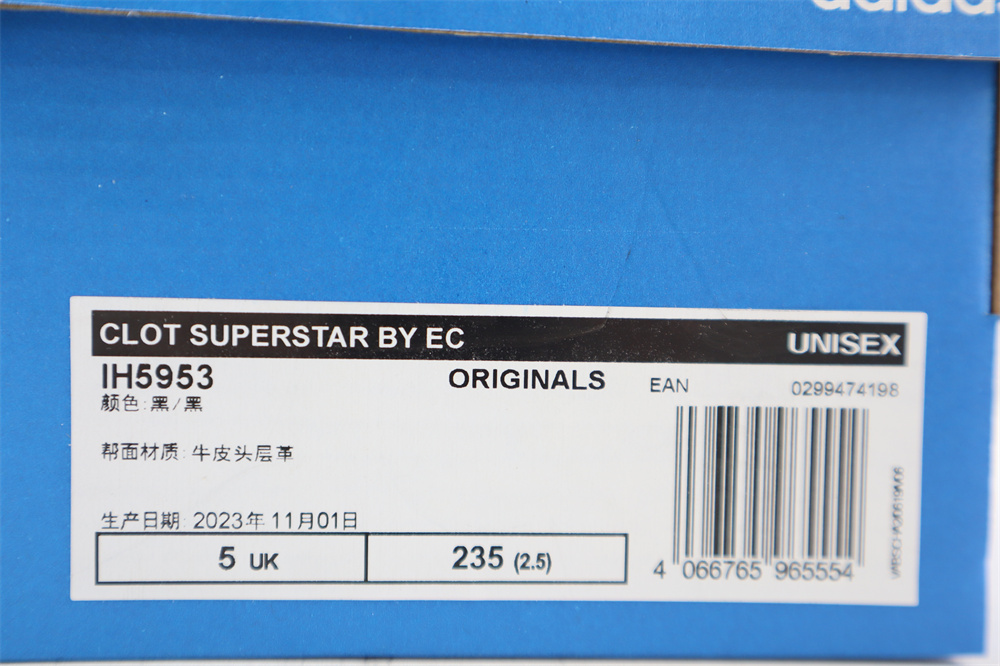 adidas
CLOT SUPERSTAR BY EC UNISEX
IH5953 ORIGINALS EAN 0299474198
颜色:黑/黑
帮面材质:牛皮头层革
生产日期:2023年11月01日
5 UK 235 (2.5)
4 066765 965554